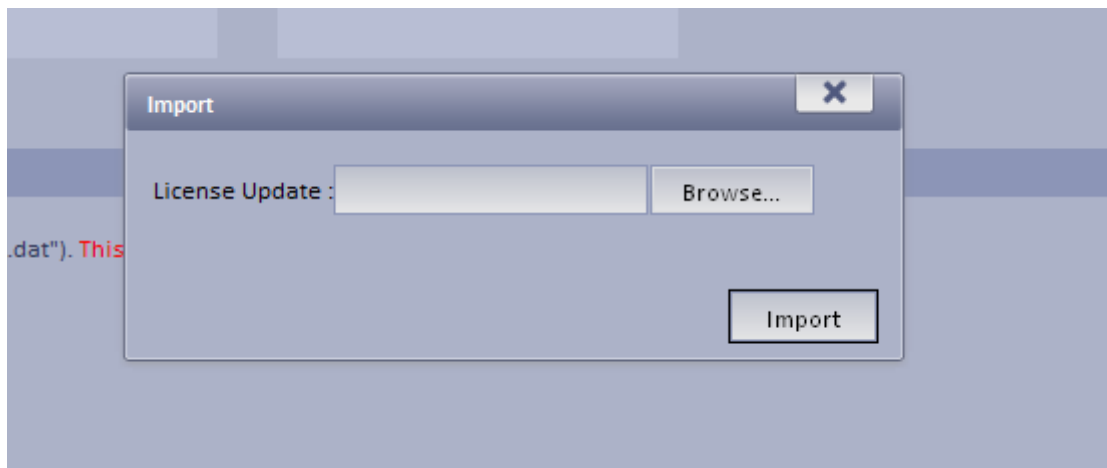 Import
License Update :
Browse...
.dat"). This
Import